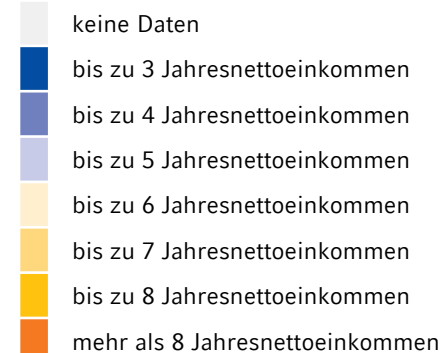 keine Daten
bis zu 3 Jahresnettoeinkommen
bis zu 4 Jahresnettoeinkommen
bis zu 5 Jahresnettoeinkommen
bis zu 6 Jahresnettoeinkommen
bis zu 7 Jahresnettoeinkommen
bis zu 8 Jahresnettoeinkommen
mehr als 8 Jahresnettoeinkommen